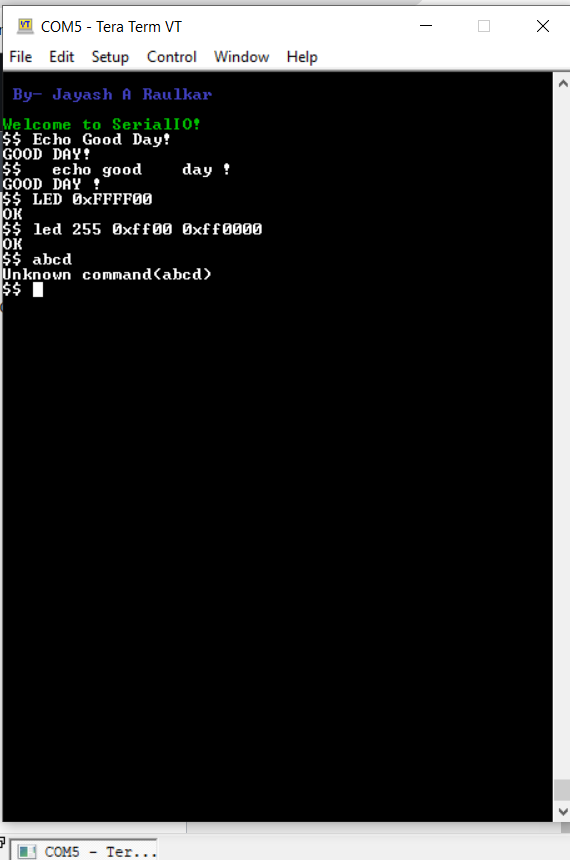 COM5 - Tera Term VT
File Edit Setup Control Window Help
By- Jayash A Raulkar
Welcome to SerialIO!
$$ Echo Good Day!
GOOD DAY!
$$   echo good    day !
GOOD DAY !
$$ LED 0xFFFF00
OK
$$ led 255 0xff00 0xff0000
OK
$$ abcd
Unknown command(abcd)
$$
COM5 - Ter...